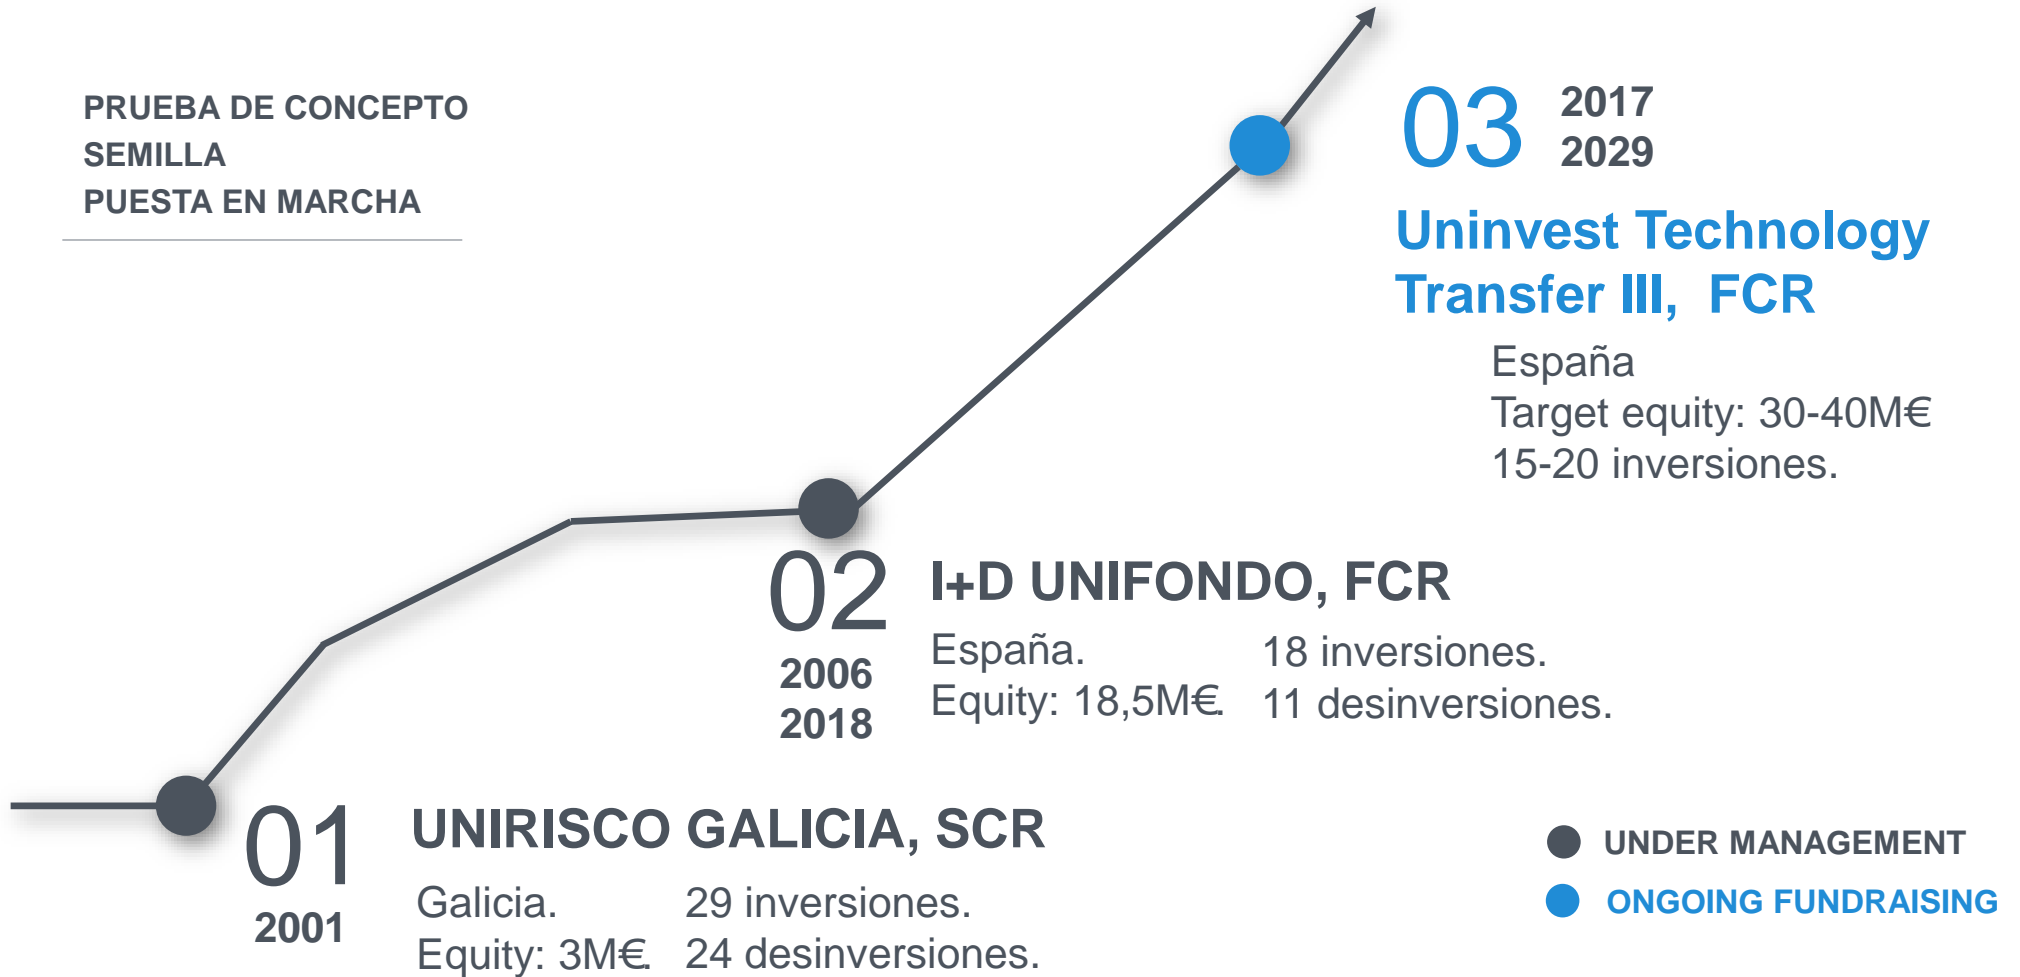 PRUEBA DE CONCEPTO
SEMILLA
PUESTA EN MARCHA
03
2017
2029
Uninvest Technology
Transfer III,  FCR
España
Target equity: 30-40M€
15-20 inversiones.
02
2006
2018
I+D UNIFONDO, FCR
España.
Equity: 18,5M€.
18 inversiones.
11 desinversiones.
01
2001
UNIRISCO GALICIA, SCR
Galicia.
Equity: 3M€.
29 inversiones.
24 desinversiones.
UNDER MANAGEMENT
ONGOING FUNDRAISING